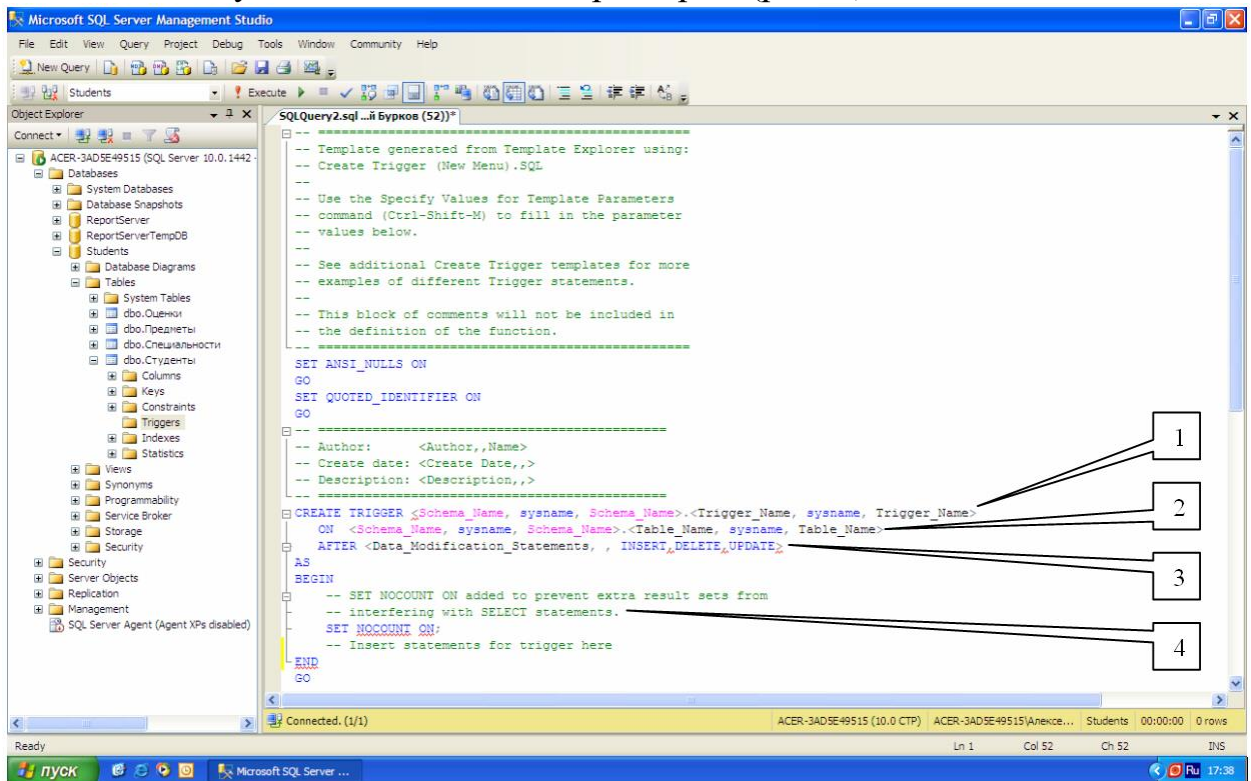 Microsoft SQL Server Management Studio
File Edit View Query Project Debug Tools Window Community Help
New Query
Students Execute
Object Explorer
Connect
ACER-3AD5E49515 (SQL Server 10.0.1442 -
Databases
System Databases
Database Snapshots
ReportServer
ReportServerTempDB
Students
Database Diagrams
Tables
System Tables
dbo.Оценки
dbo.Предметы
dbo.Специальности
dbo.Студенты
Columns
Keys
Constraints
Triggers
Indexes
Statistics
Views
Synonyms
Programmability
Service Broker
Storage
Security
Security
Server Objects
Replication
Management
SQL Server Agent (Agent XPs disabled)
SQLQuery2.sql ...й Бурков (52))*
-- =============================================
-- Template generated from Template Explorer using:
-- Create Trigger (New Menu).SQL
--
-- Use the Specify Values for Template Parameters
-- command (Ctrl-Shift-M) to fill in the parameter
-- values below.
--
-- See additional Create Trigger templates for more
-- examples of different Trigger statements.
--
-- This block of comments will not be included in
-- the definition of the function.
-- =============================================
SET ANSI_NULLS ON
GO
SET QUOTED_IDENTIFIER ON
GO
-- =============================================
-- Author: <Author,,Name>
-- Create date: <Create Date,,>
-- Description: <Description,,>
-- =============================================
CREATE TRIGGER <Schema_Name, sysname, Schema_Name>.<Trigger_Name, sysname, Trigger_Name>
ON <Schema_Name, sysname, Schema_Name>.<Table_Name, sysname, Table_Name>
AFTER <Data_Modification_Statements, , INSERT,DELETE,UPDATE>
AS
BEGIN
-- SET NOCOUNT ON added to prevent extra result sets from
-- interfering with SELECT statements.
SET NOCOUNT ON;
-- Insert statements for trigger here
END
GO
1
2
3
4
Connected. (1/1) ACER-3AD5E49515 (10.0 CTP) ACER-3AD5E49515\Алексе... Students 00:00:00 0 rows
Ready Ln 1 Col 52 Ch 52 INS
пуск Microsoft SQL Server ... Ru 17:38